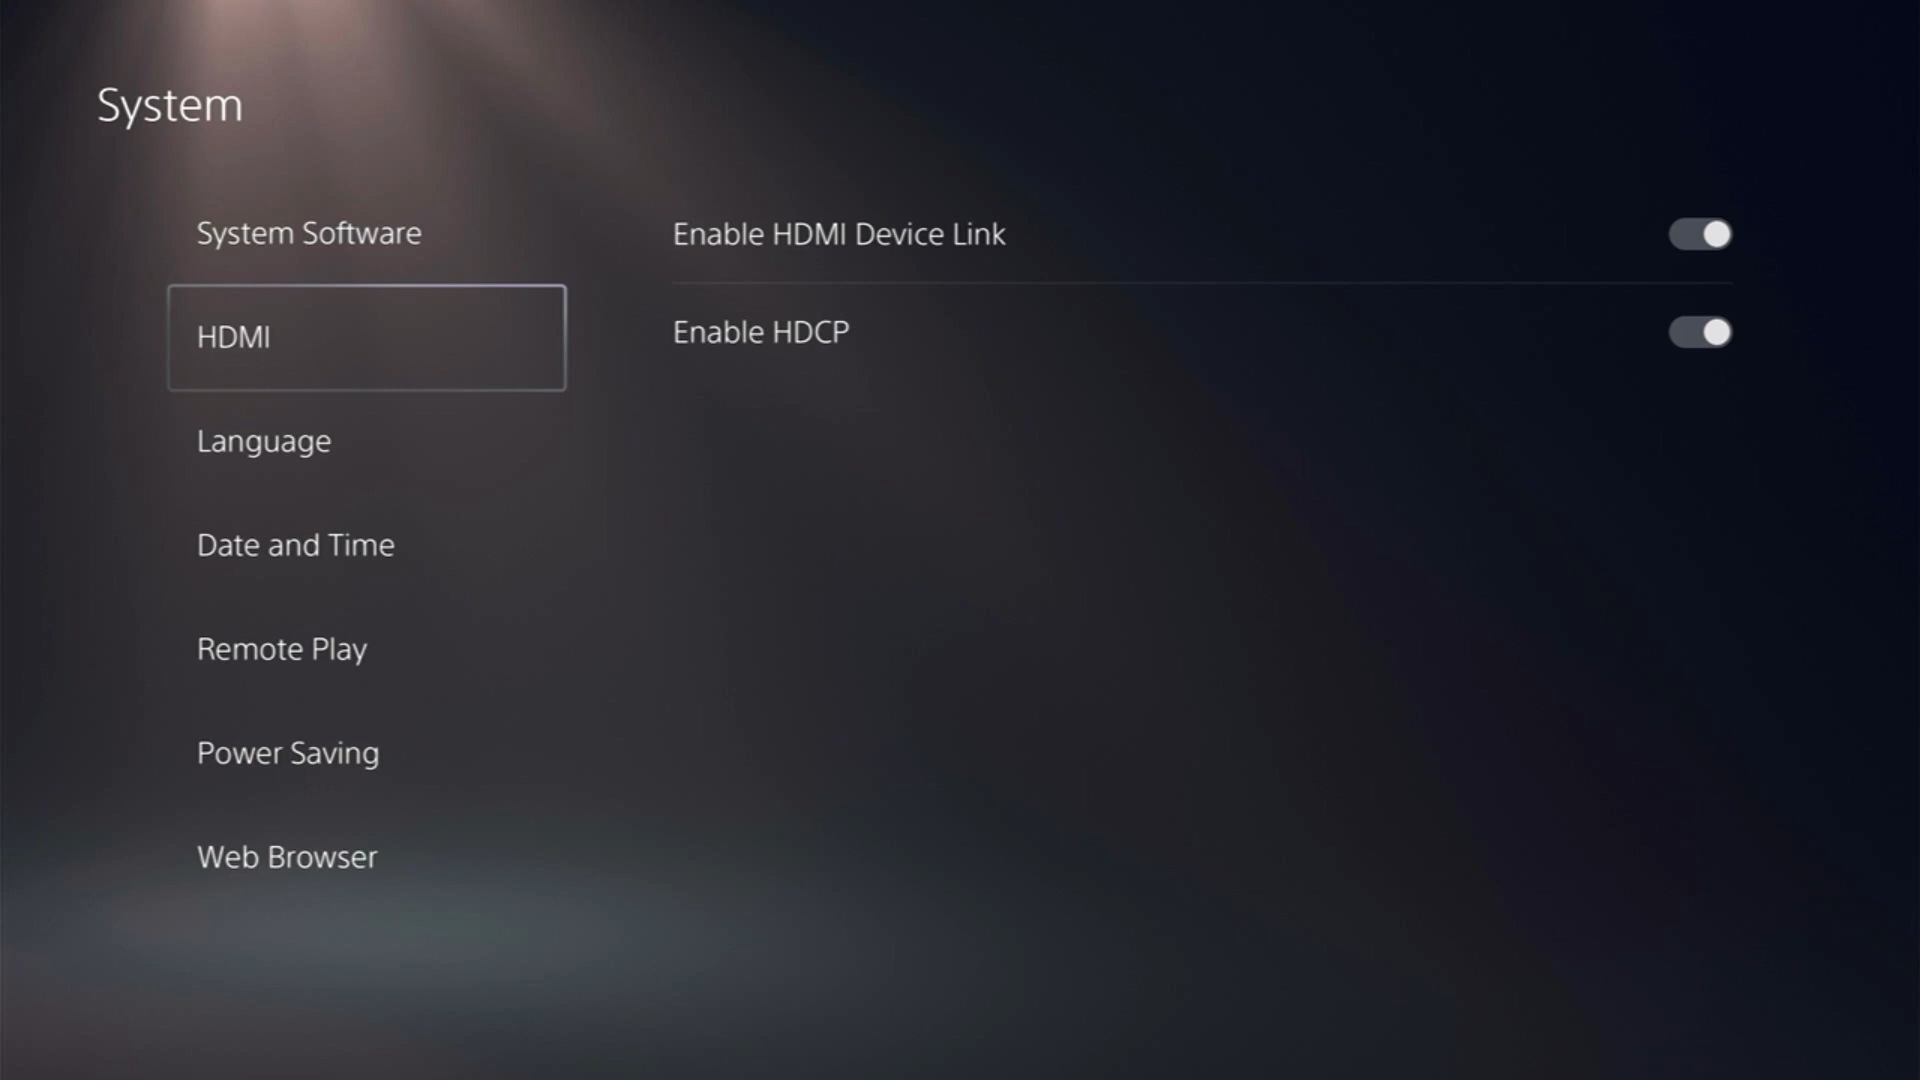 System
System Software
HDMI
Language
Date and Time
Remote Play
Power Saving
Web Browser
Enable HDMI Device Link
Enable HDCP